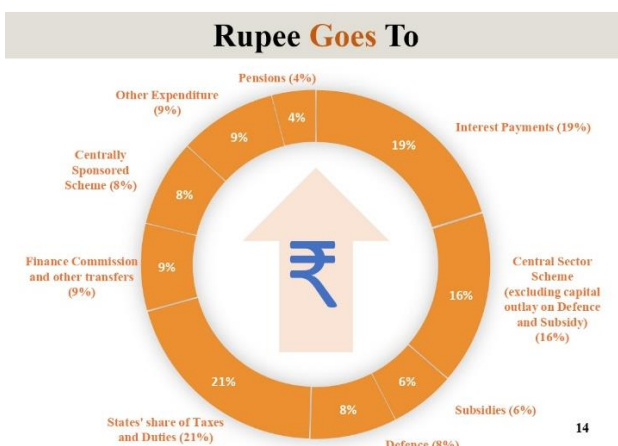 Rupee Goes To
Pensions (4%)
Other Expenditure
(9%)
4%
9%
19%
Interest Payments (19%)
Centrally
Sponsored
Scheme (8%)
8%
Finance Commission
and other transfers
(9%)
9%
₹
16%
Central Sector
Scheme
(excluding capital
outlay on Defence
and Subsidy)
(16%)
21%
8%
6%
Subsidies (6%)
States' share of Taxes
and Duties (21%)
Defence (8%)
14